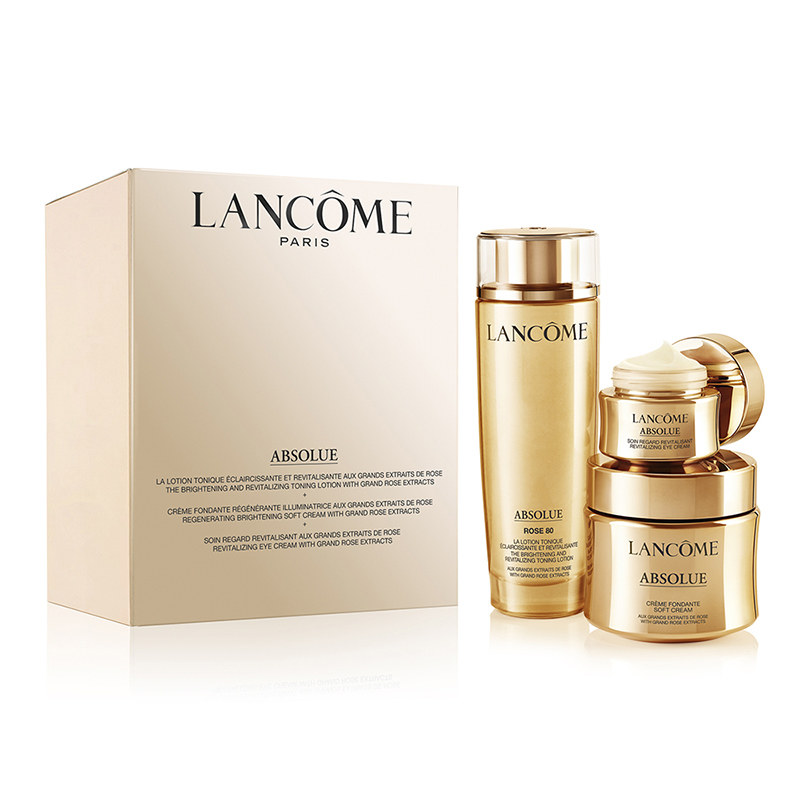 LANCÔME
PARIS
ABSOLUE
LA LOTION TONIQUE ÉCLAIRCISSANTE ET REVITALISANTE AUX GRANDS EXTRAITS DE ROSE
THE BRIGHTENING AND REVITALIZING TONING LOTION WITH GRAND ROSE EXTRACTS
+
CRÈME FONDANTE RÉGÉNÉRANTE ILLUMINATRICE AUX GRANDS EXTRAITS DE ROSE
REGENERATING BRIGHTENING SOFT CREAM WITH GRAND ROSE EXTRACTS
+
SOIN REGARD REVITALISANT AUX GRANDS EXTRAITS DE ROSE
REVITALIZING EYE CREAM WITH GRAND ROSE EXTRACTS
LANCÔME
ABSOLUE
ROSE 80
LA LOTION TONIQUE
ÉCLAIRCISSANTE ET REVITALISANTE
THE BRIGHTENING AND
REVITALIZING TONING LOTION
AUX GRANDS EXTRAITS DE ROSE
WITH GRAND ROSE EXTRACTS
LANCÔME
ABSOLUE
SOIN REGARD REVITALISANT
REVITALIZING EYE CREAM
LANCÔME
ABSOLUE
CRÈME FONDANTE
SOFT CREAM
AUX GRANDS EXTRAITS DE ROSE
WITH GRAND ROSE EXTRACTS